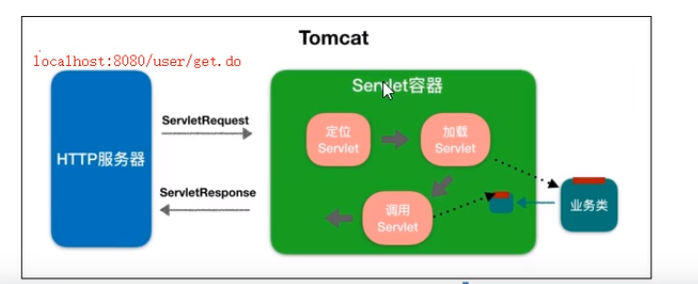 Tomcat
localhost:8080/user/get.do
Servlet容器
ServletRequest
定位
Servlet
加载
Servlet
HTTP服务器
ServletResponse
调用
Servlet
业务类